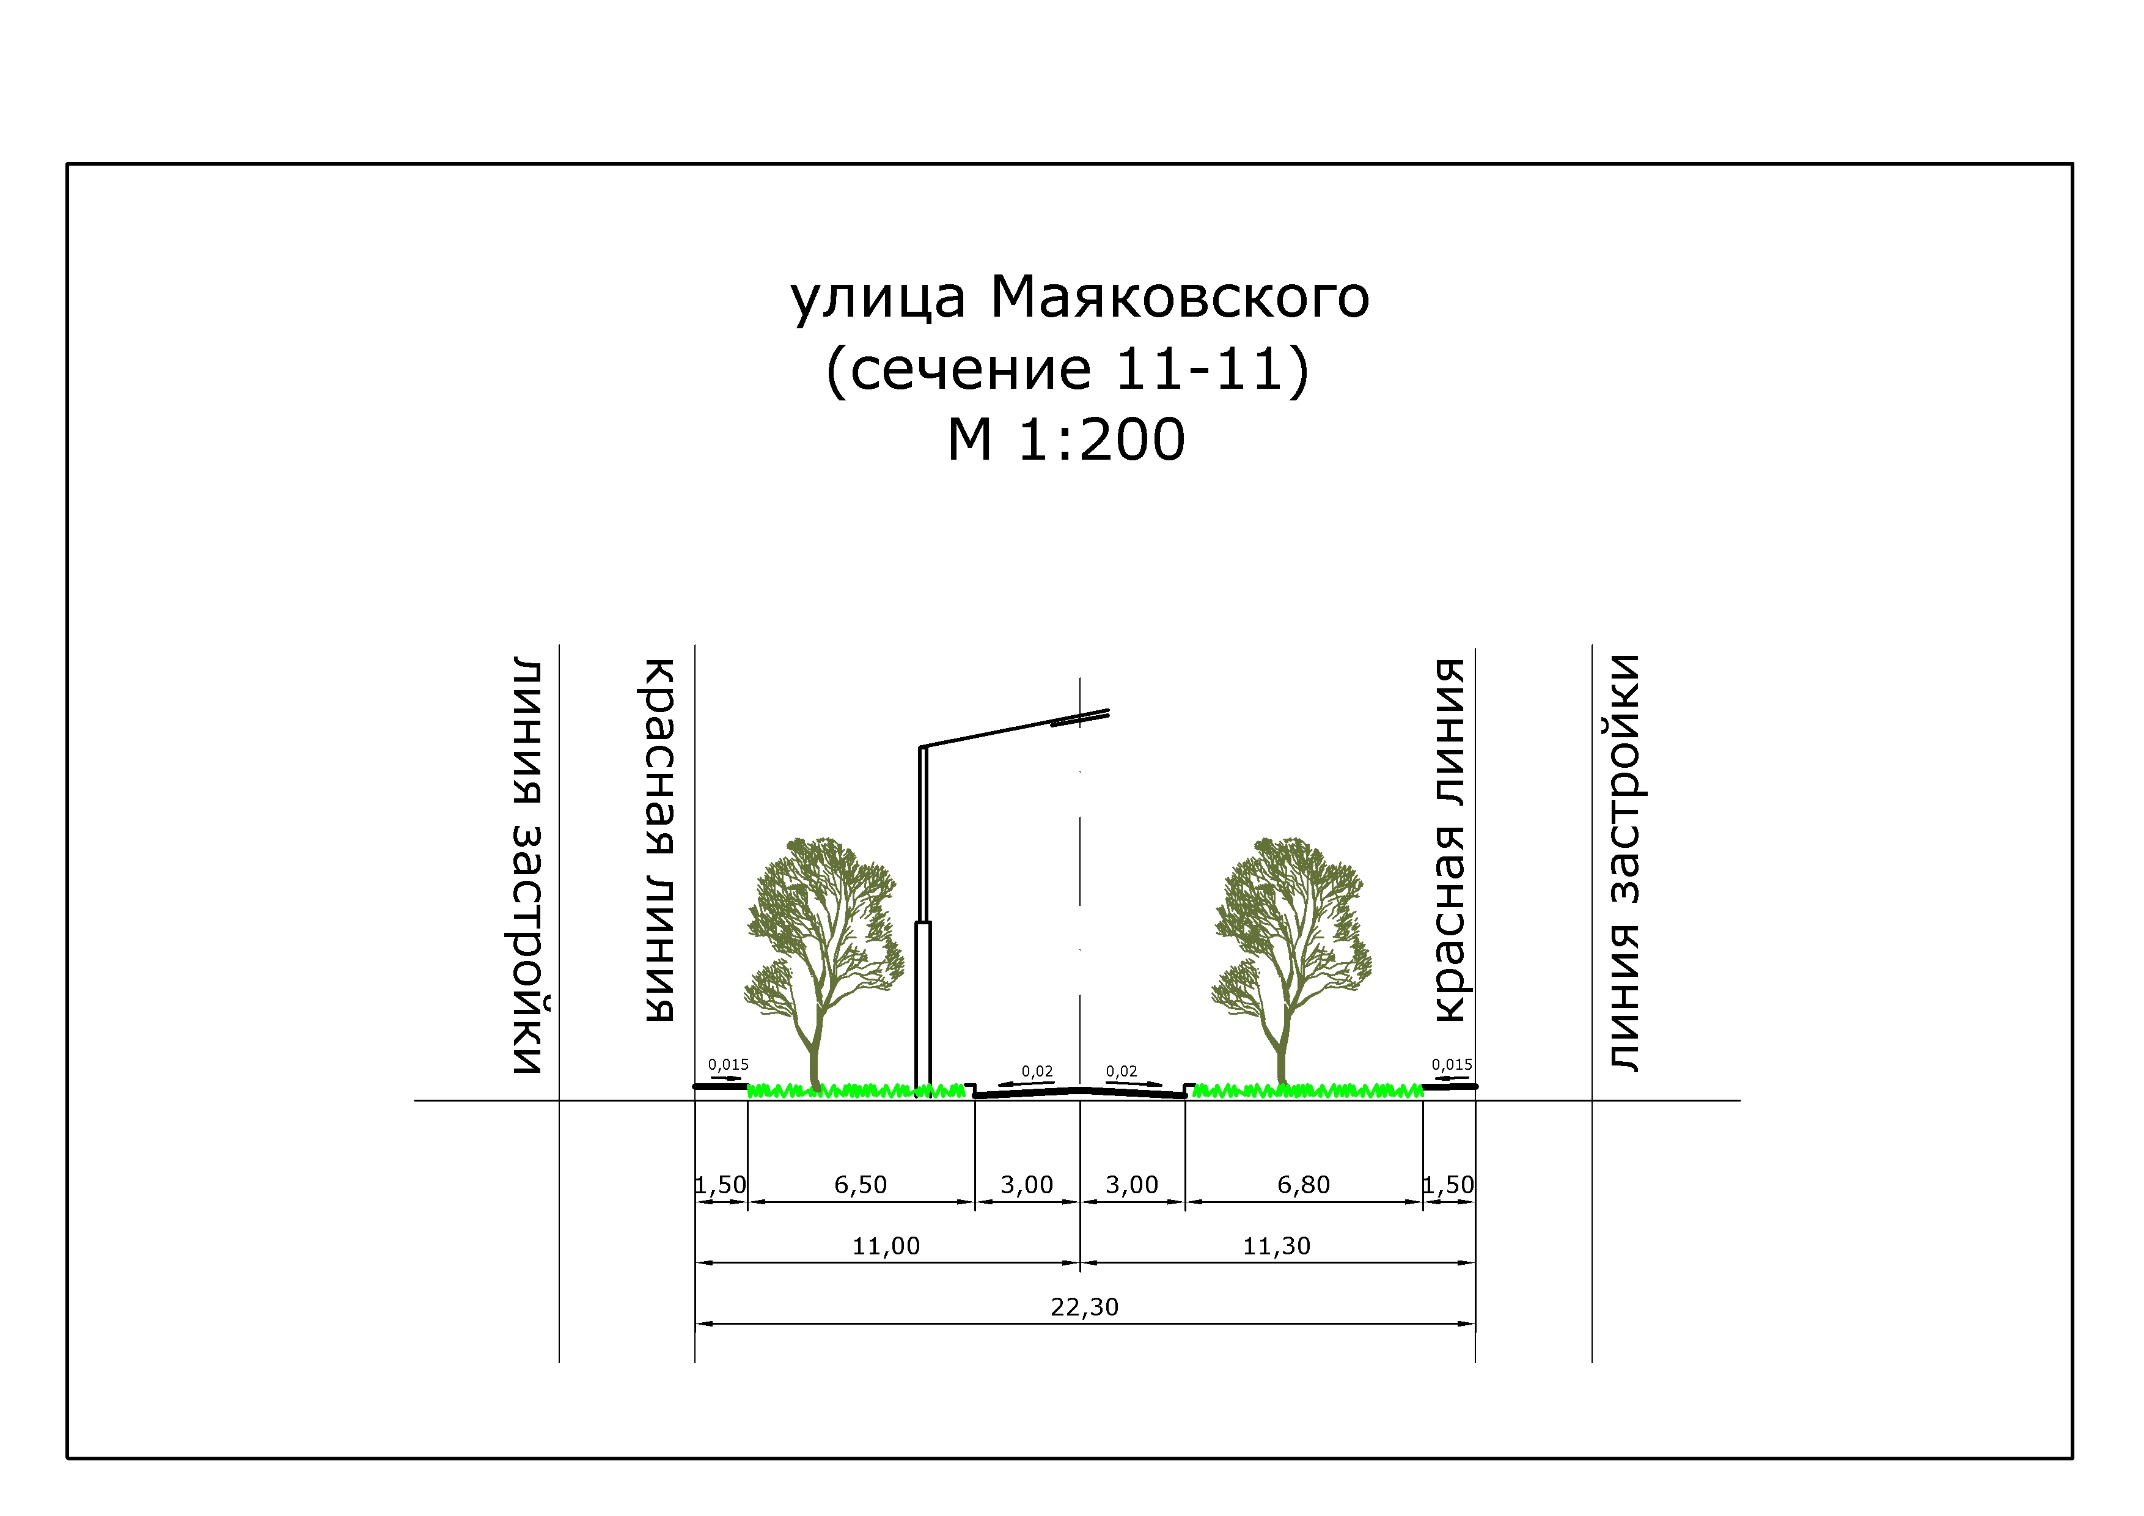 улица Маяковского
(сечение 11-11)
М 1:200
линия застройки
красная линия
красная линия
линия застройки
0,015
0,02
0,02
0,015
1,50
6,50
3,00
3,00
6,80
1,50
11,00
11,30
22,30